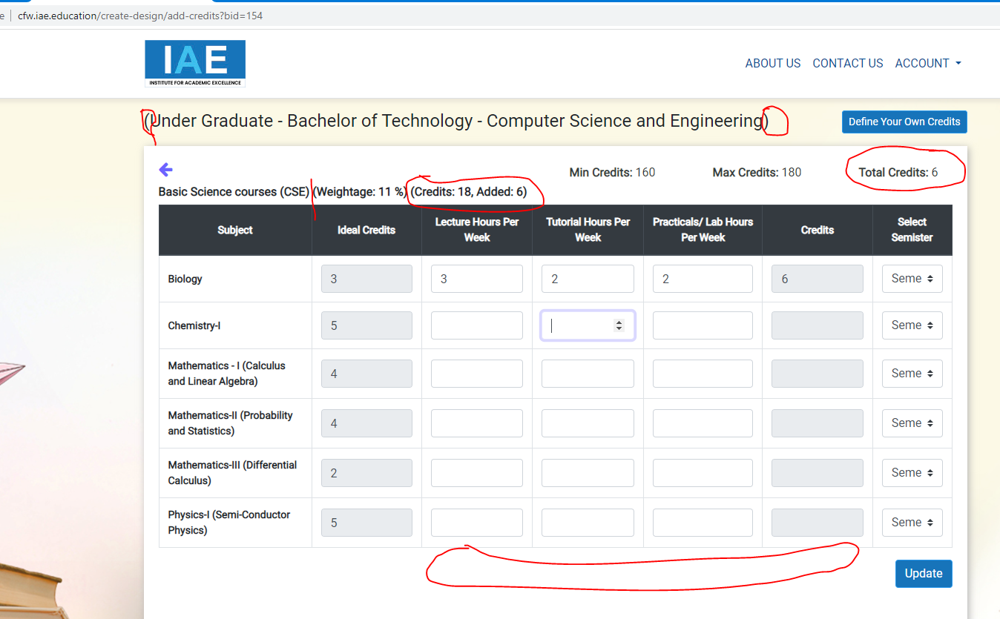 e | cfw.iae.education/create-design/add-credits?bid=154
IAE
INSTITUTE FOR ACADEMIC EXCELLENCE
ABOUT US CONTACT US ACCOUNT
(Under Graduate - Bachelor of Technology - Computer Science and Engineering)
Define Your Own Credits
Min Credits: 160 Max Credits: 180 Total Credits: 6
Basic Science courses (CSE) (Weightage: 11 %) (Credits: 18, Added: 6)
Subject Ideal Credits Lecture Hours Per Week Tutorial Hours Per Week Practicals/ Lab Hours Per Week Credits Select Semister
Biology 3 3 2 2 6 Seme
Chemistry-I 5 Seme
Mathematics - I (Calculus and Linear Algebra) 4 Seme
Mathematics-II (Probability and Statistics) 4 Seme
Mathematics-III (Differential Calculus) 2 Seme
Physics-I (Semi-Conductor Physics) 5 Seme
Update